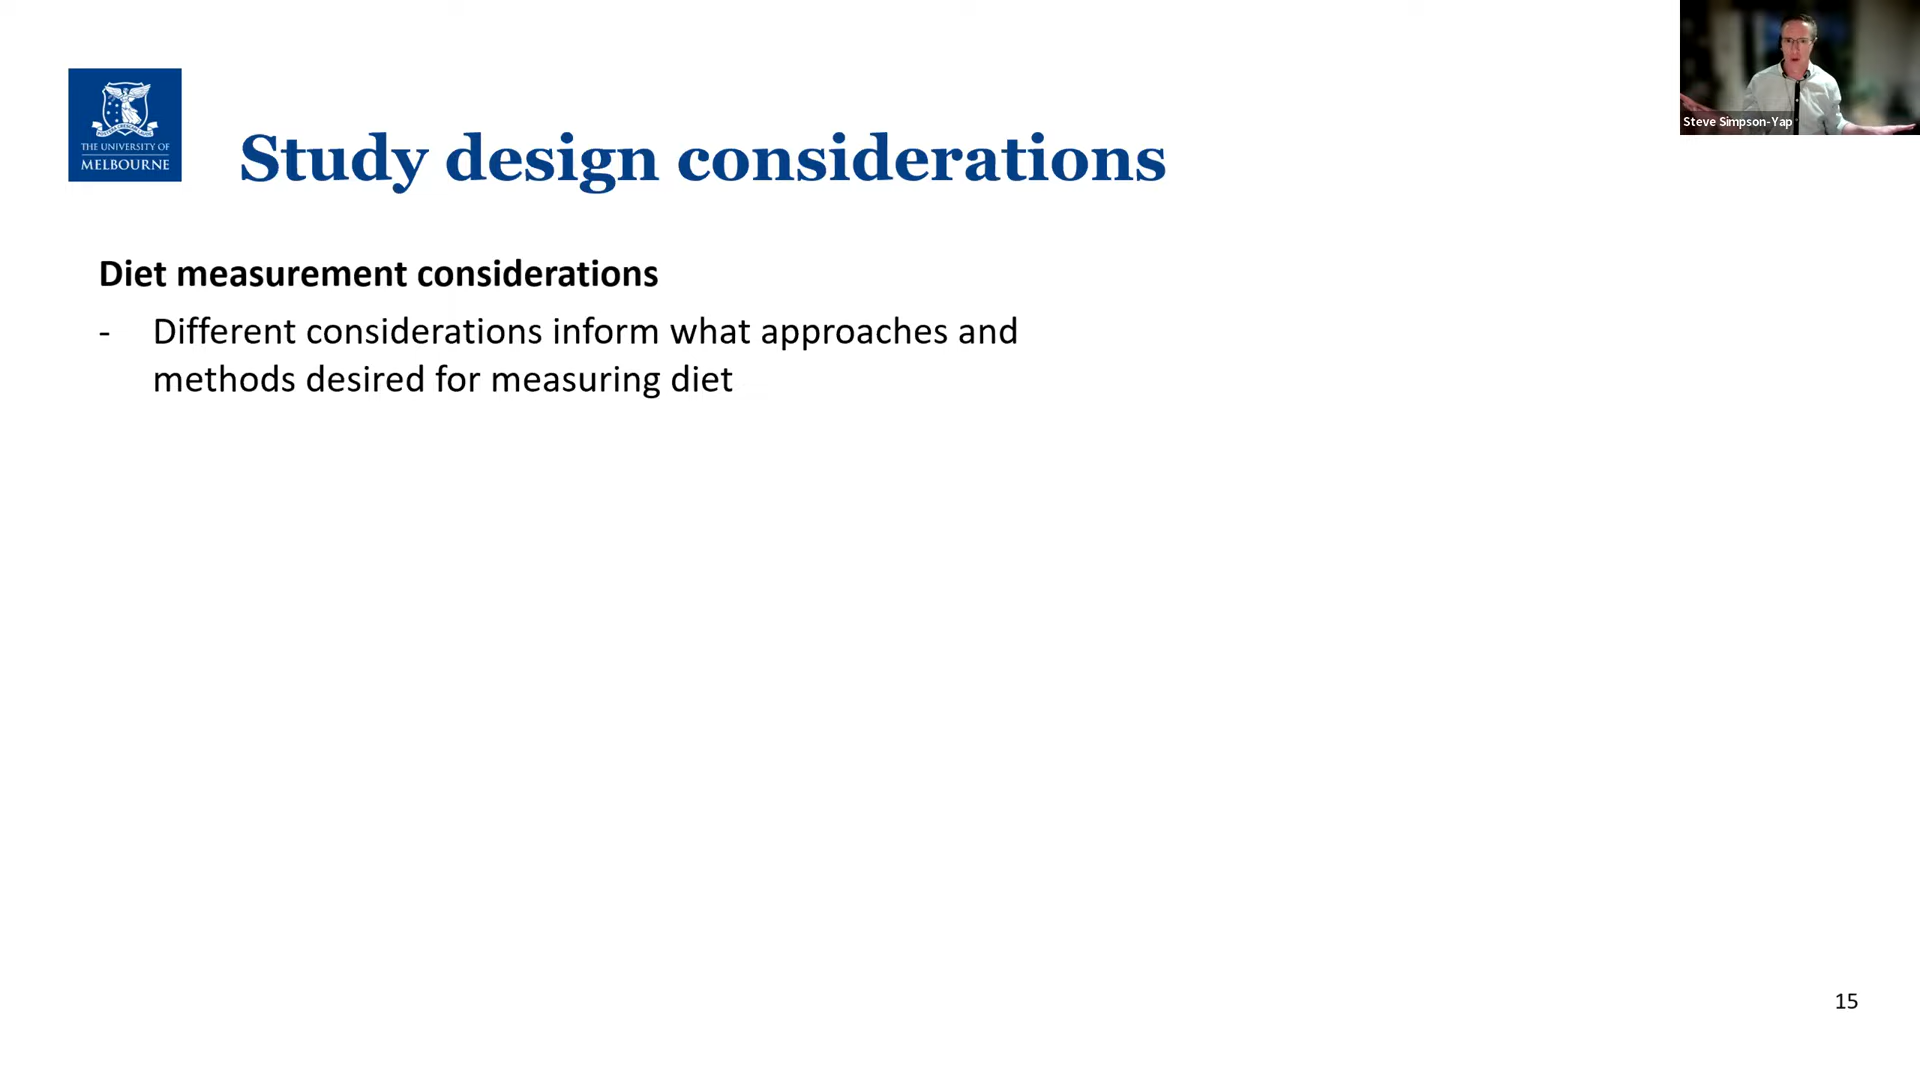 THE UNIVERSITY OF
MELBOURNE
Study design considerations
Steve Simpson-Yap
Diet measurement considerations
- Different considerations inform what approaches and
methods desired for measuring diet
15